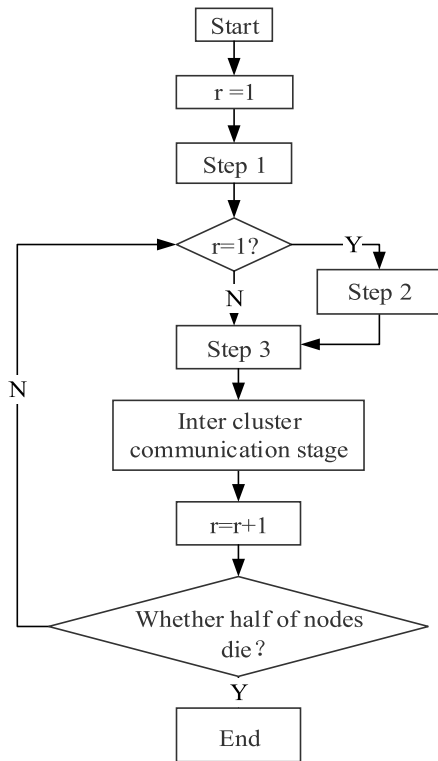 Start
r =1
Step 1
r=1?
Y
Step 2
N
Step 3
N
Inter cluster
communication stage
r=r+1
Whether half of nodes
die？
Y
End